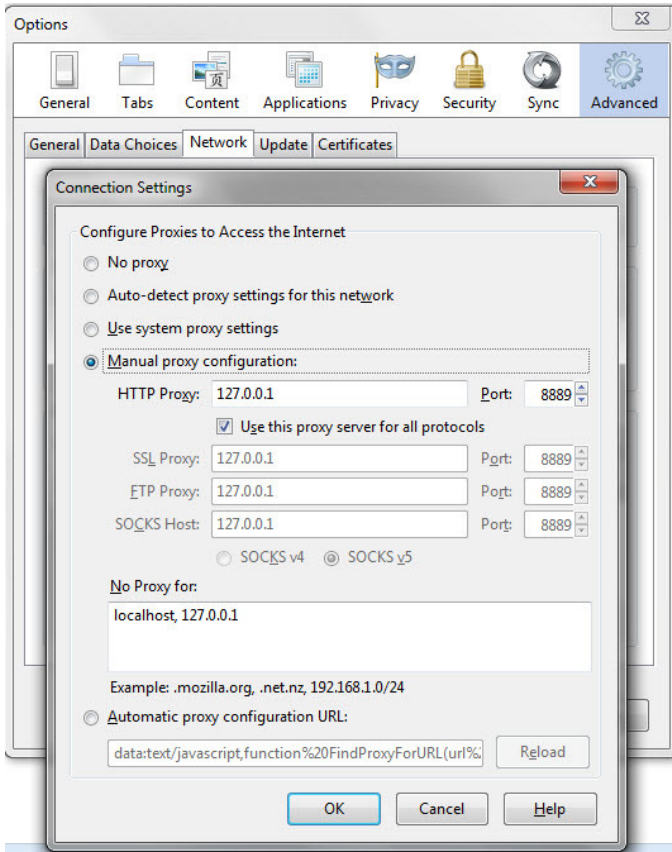 Options
General Tabs Content Applications Privacy Security Sync Advanced
General Data Choices Network Update Certificates
Connection Settings
Configure Proxies to Access the Internet
No proxy
Auto-detect proxy settings for this network
Use system proxy settings
Manual proxy configuration:
HTTP Proxy: 127.0.0.1 Port: 8889
Use this proxy server for all protocols
SSL Proxy: 127.0.0.1 Port: 8889
FTP Proxy: 127.0.0.1 Port: 8889
SOCKS Host: 127.0.0.1 Port: 8889
SOCKS v4 SOCKS v5
No Proxy for:
localhost, 127.0.0.1
Example: .mozilla.org, .net.nz, 192.168.1.0/24
Automatic proxy configuration URL:
data:text/javascript,function%20FindProxyForURL(url%2 Reload
OK Cancel Help